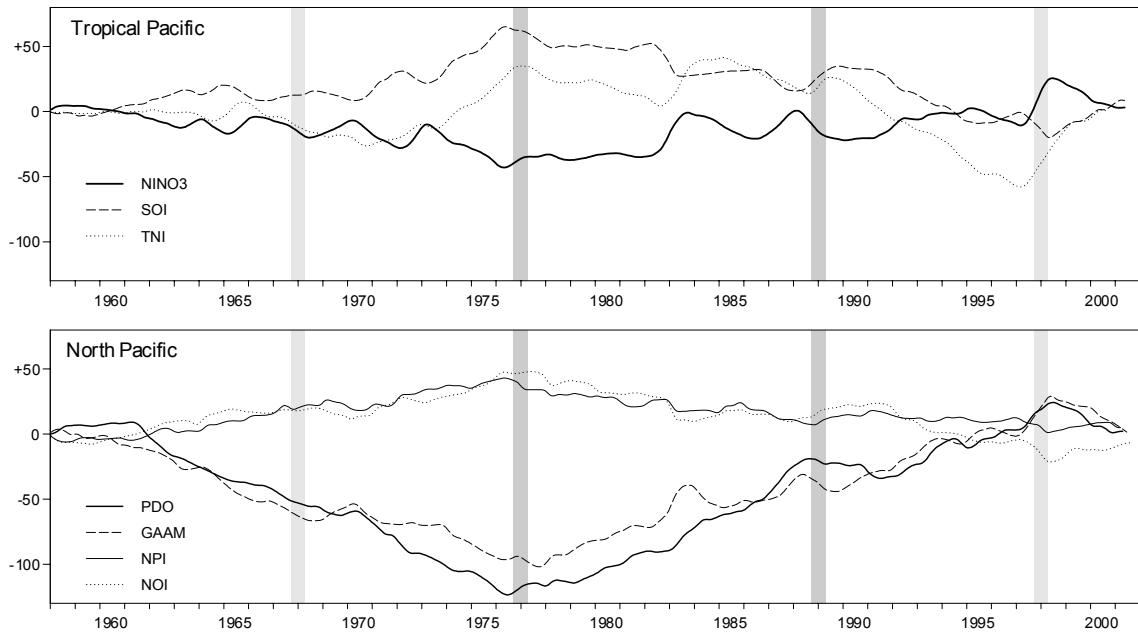 Tropical Pacific
+50
0
-50
-100
NINO3
SOI
TNI
1960 1965 1970 1975 1980 1985 1990 1995 2000
North Pacific
+50
0
-50
-100
PDO
GAAM
NPI
NOI
1960 1965 1970 1975 1980 1985 1990 1995 2000